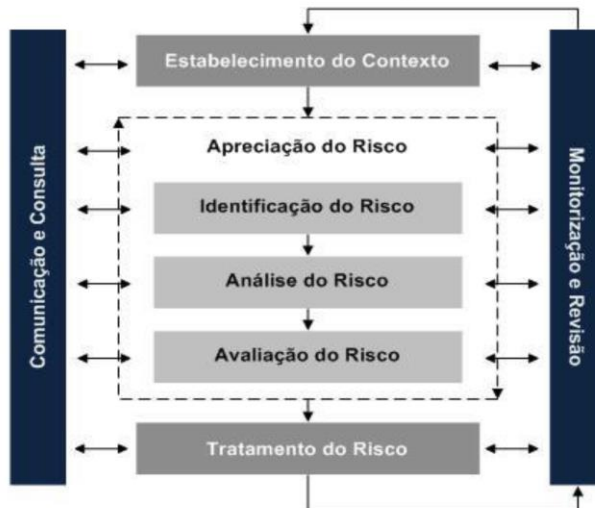 Estabelecimento do Contexto
Apreciação do Risco
Identificação do Risco
Análise do Risco
Avaliação do Risco
Tratamento do Risco
Comunicação e Consulta
Monitorização e Revisão